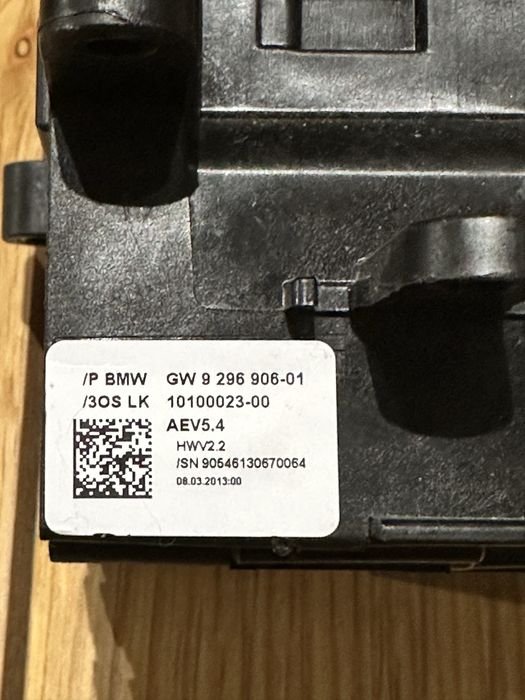 /P BMW GW 9 296 906-01
/3OS LK 10100023-00
AEV5.4
HWV2.2
/SN 90546130670064
08.03.2013:00